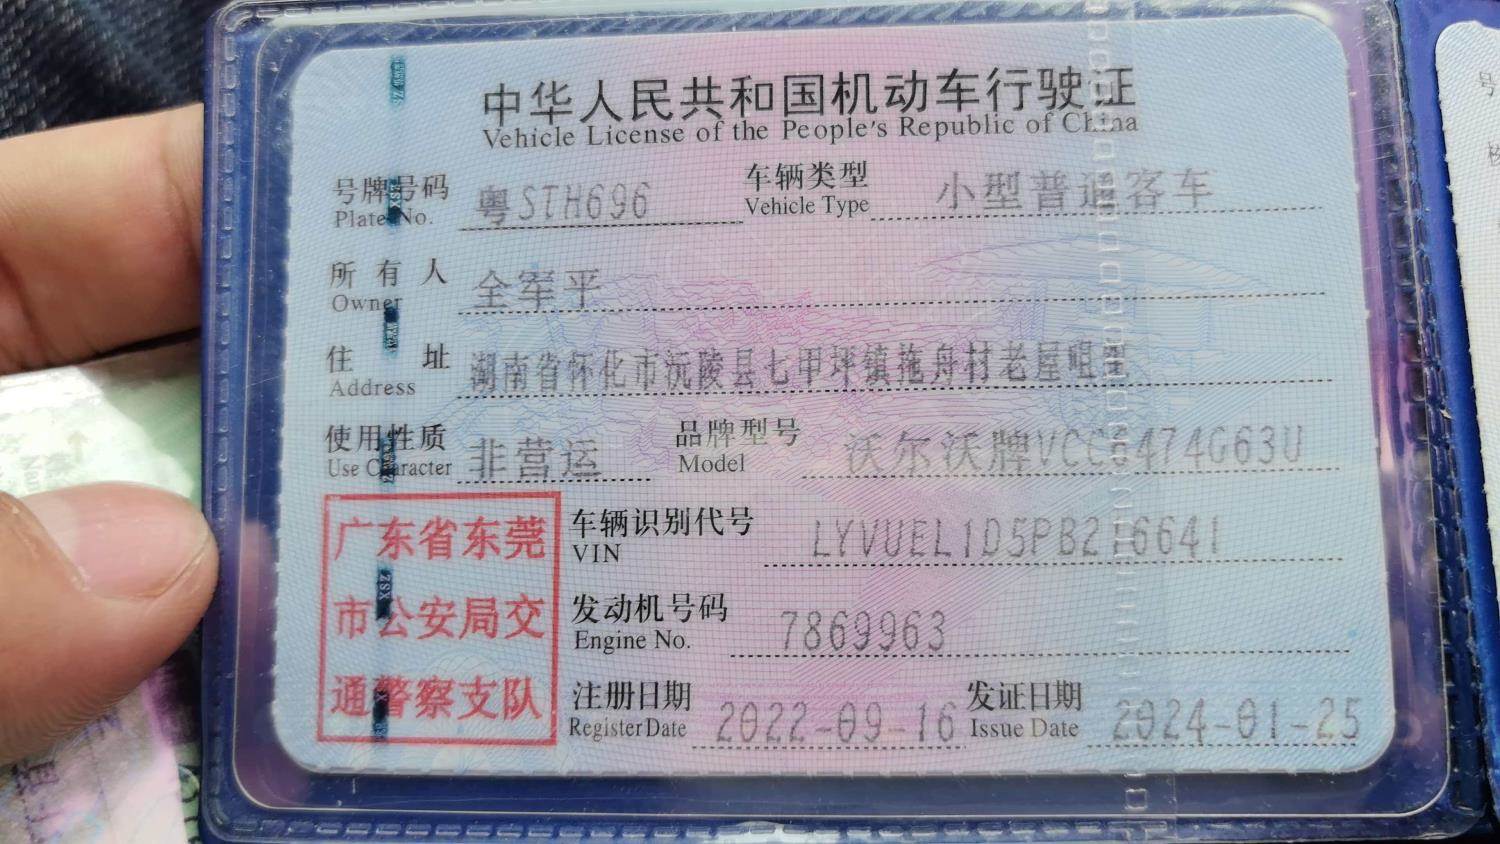 中华人民共和国机动车行驶证
Vehicle License of the People's Republic of China
号牌号码 粤STH696 车辆类型 小型普通客车
Plate No. Vehicle Type
所有人 全军平
Owner
住址 湖南省怀化市沅陵县七甲坪镇拖舟村老屋咀
Address
使用性质 非营运 品牌型号 沃尔沃牌VCC6474G63U
Use Character Model
广东省东莞
市公安局交
通警察支队
车辆识别代号 LYVUEL1D5PB216641
VIN
发动机号码 7869963
Engine No.
注册日期 2022-09-16 发证日期 2024-01-25
Register Date Issue Date
XSZ
号